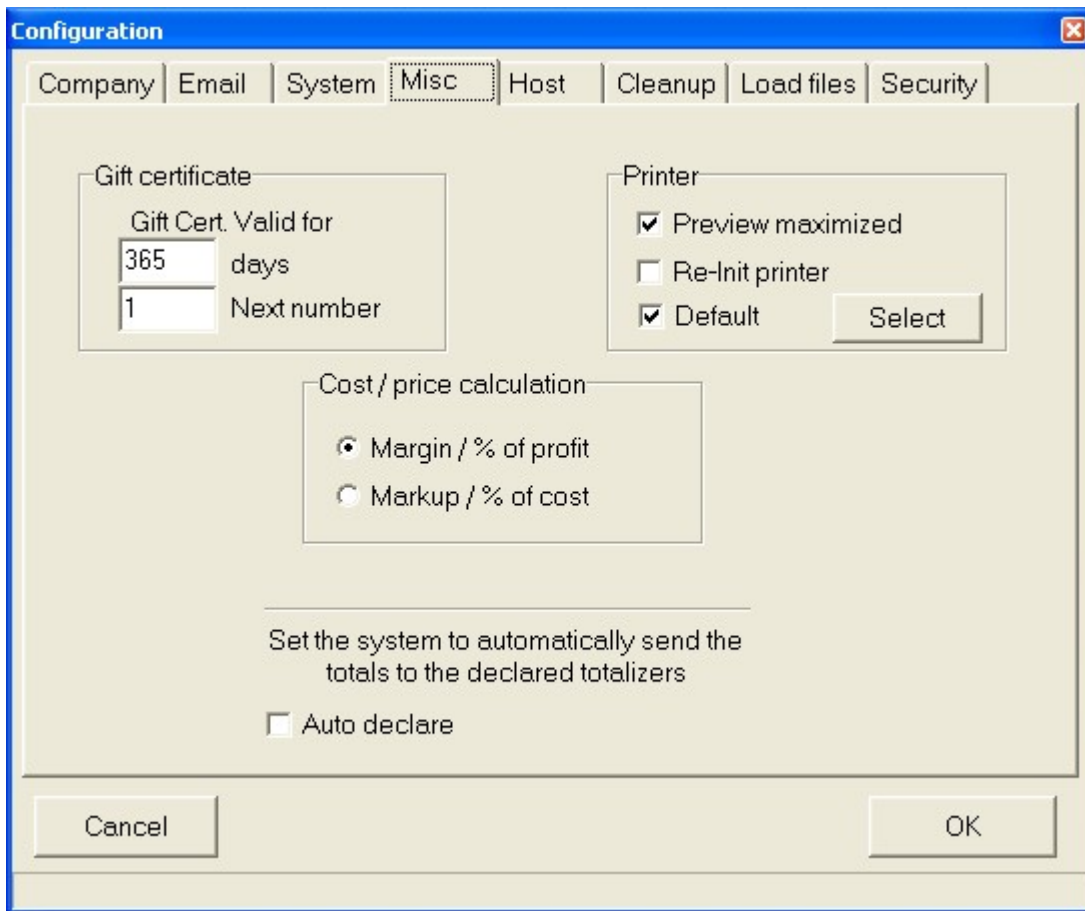 Configuration
Company Email System Misc Host Cleanup Load files Security
Gift certificate
Gift Cert. Valid for
365 days
1 Next number
Printer
Preview maximized
Re-Init printer
Default Select
Cost / price calculation
Margin / % of profit
Markup / % of cost
Set the system to automatically send the
totals to the declared totalizers
Auto declare
Cancel OK